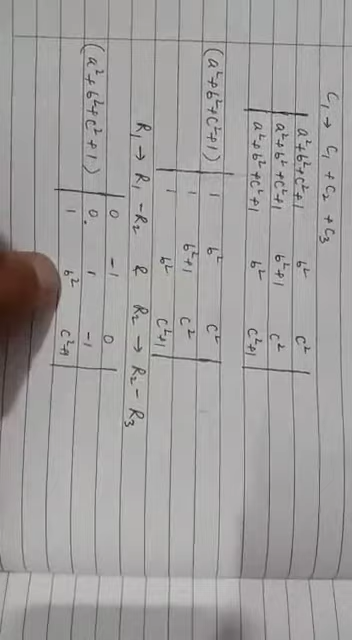 C₁ → C₁ + C₂ + C₃
| a²+b²+c²+1 b² c² |
| a²+b²+c²+1 b²+1 c² |
| a²+b²+c²+1 b² c²+1 |
| 1 b² c² |
(a²+b²+c²+1) | 1 b²+1 c² |
| 1 b² c²+1 |
R₁ → R₁ - R₂ & R₂ → R₂ - R₃
| 0 -1 0 |
(a²+b²+c²+1) | 0 1 -1 |
| 1 b² c²+1 |